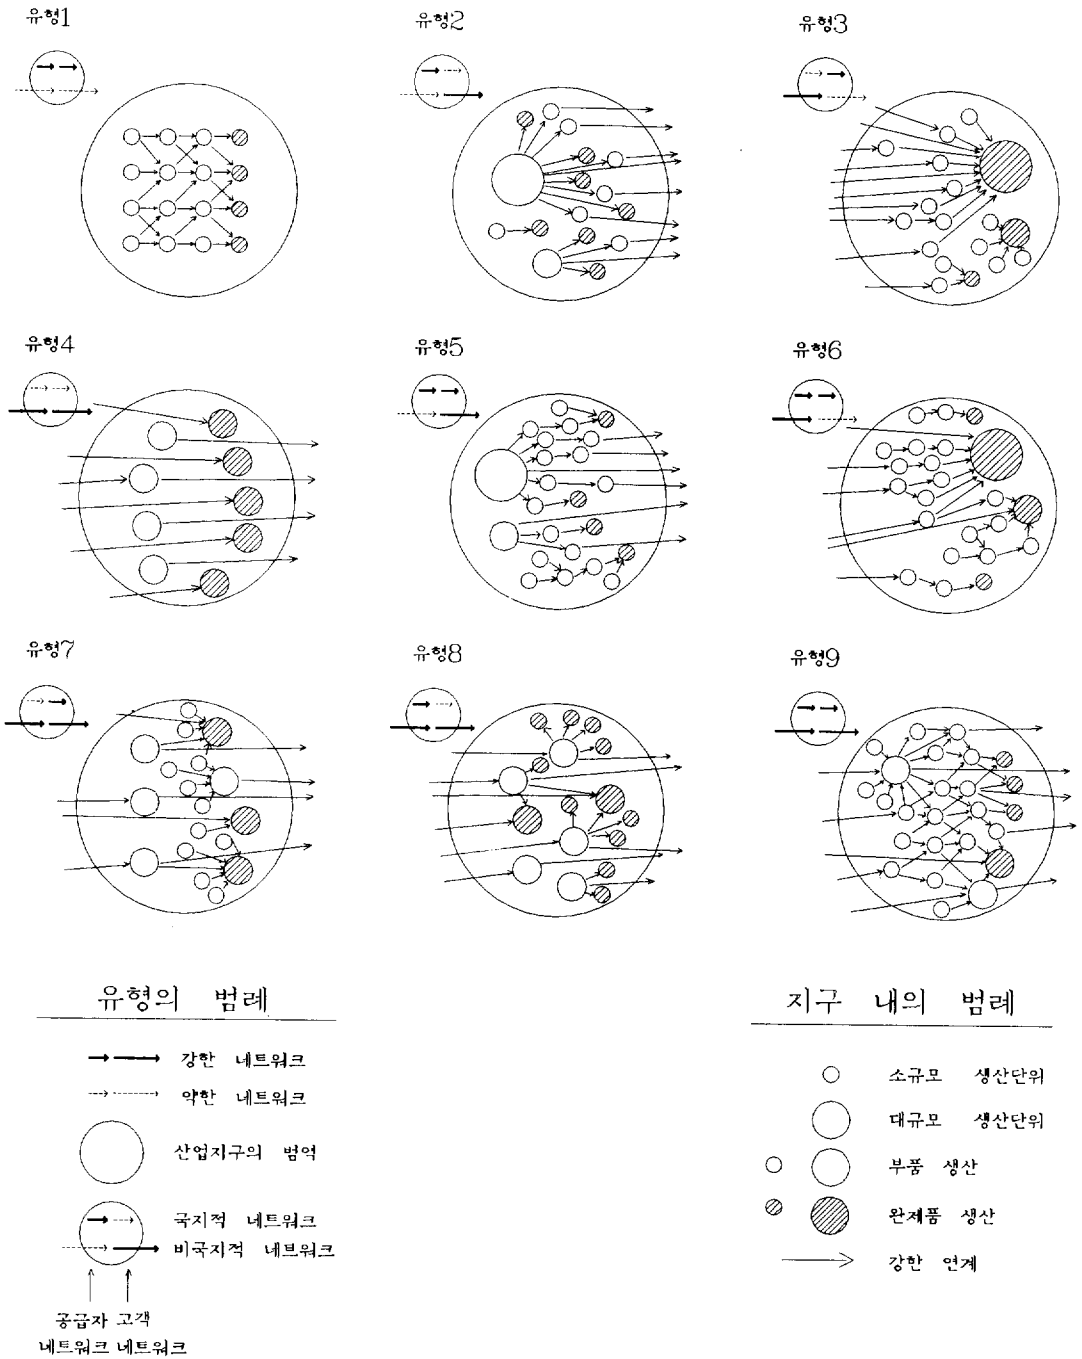 유형1
유형2
유형3
유형4
유형5
유형6
유형7
유형8
유형9
유형의 범례
강한 네트워크
약한 네트워크
산업지구의 범역
국지적 네트워크
비국지적 네트워크
공급자 고객
네트워크 네트워크
지구 내의 범례
소규모 생산단위
대규모 생산단위
부품 생산
완제품 생산
강한 연계